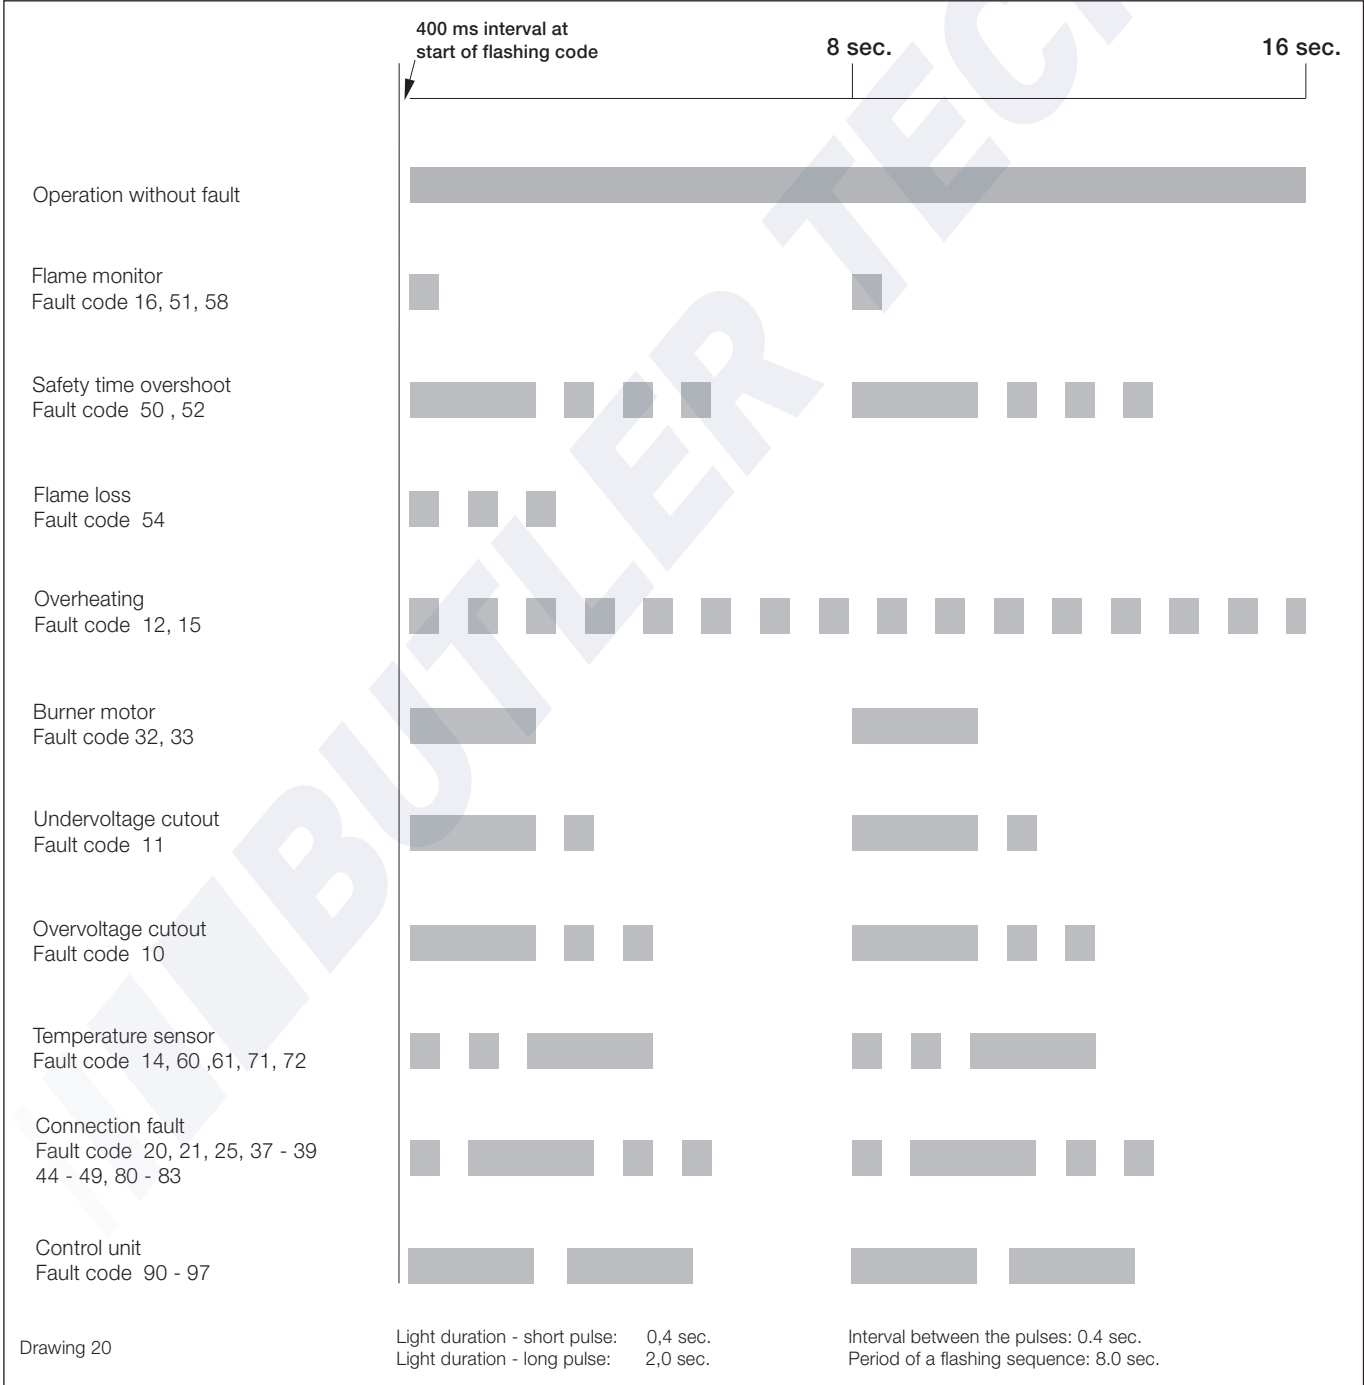 400 ms interval at
start of flashing code
8 sec.
16 sec.
Operation without fault
Flame monitor
Fault code 16, 51, 58
Safety time overshoot
Fault code  50 , 52
Flame loss
Fault code  54
Overheating
Fault code  12, 15
Burner motor
Fault code 32, 33
Undervoltage cutout
Fault code  11
Overvoltage cutout
Fault code  10
Temperature sensor
Fault code  14, 60 ,61, 71, 72
Connection fault
Fault code  20, 21, 25, 37 - 39
44 - 49, 80 - 83
Control unit
Fault code  90 - 97
Drawing 20
Light duration - short pulse: 0,4 sec.
Light duration - long pulse: 2,0 sec.
Interval between the pulses: 0.4 sec.
Period of a flashing sequence: 8.0 sec.
BUTLER TEC